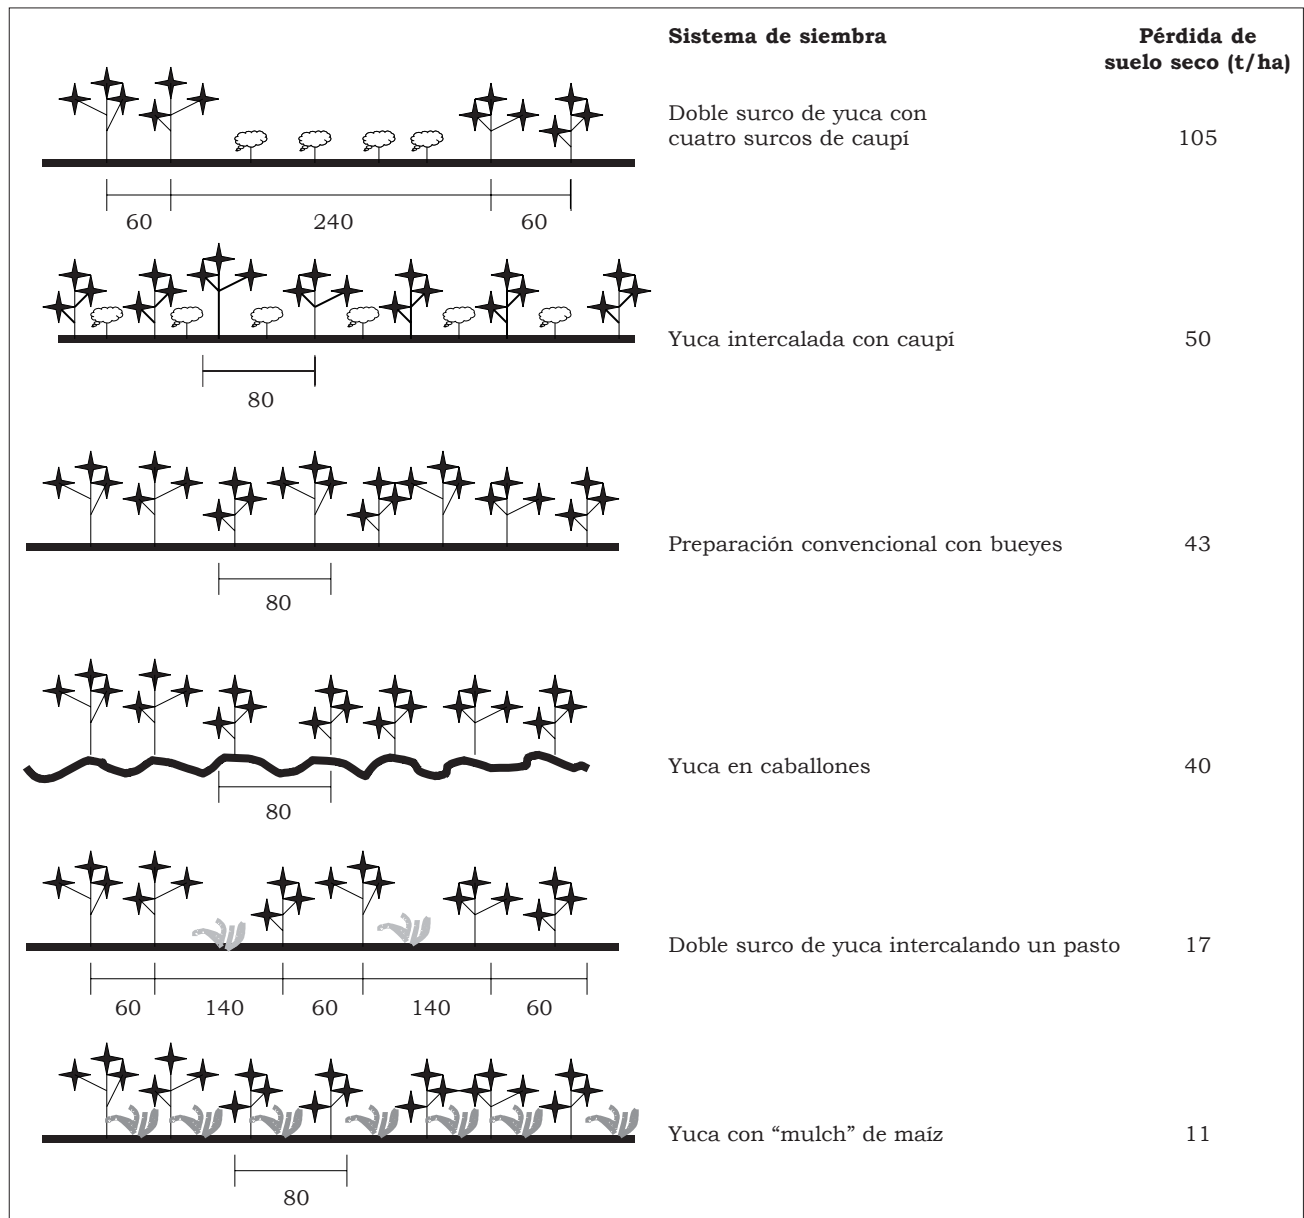 Sistema de siembra
Pérdida de
suelo seco (t/ha)
Doble surco de yuca con
cuatro surcos de caupí
105
60 240 60
Yuca intercalada con caupí 50
80
Preparación convencional con bueyes 43
80
Yuca en caballones 40
80
Doble surco de yuca intercalando un pasto 17
60 140 60 140 60
Yuca con “mulch” de maíz 11
80